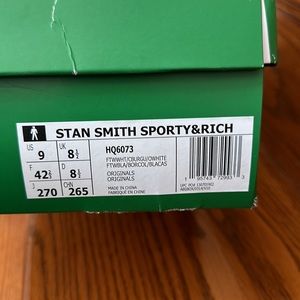 STAN SMITH SPORTY&RICH
US UK
9 8½
F D
42⅔ 8½
J CHN
270 265
HQ6073
FTWWHT/CBURGU/OWHITE
FTWBLA/BORCOL/BLACAS
ORIGINALS
ORIGINALS
MADE IN CHINA
FABRIQUÉ EN CHINE